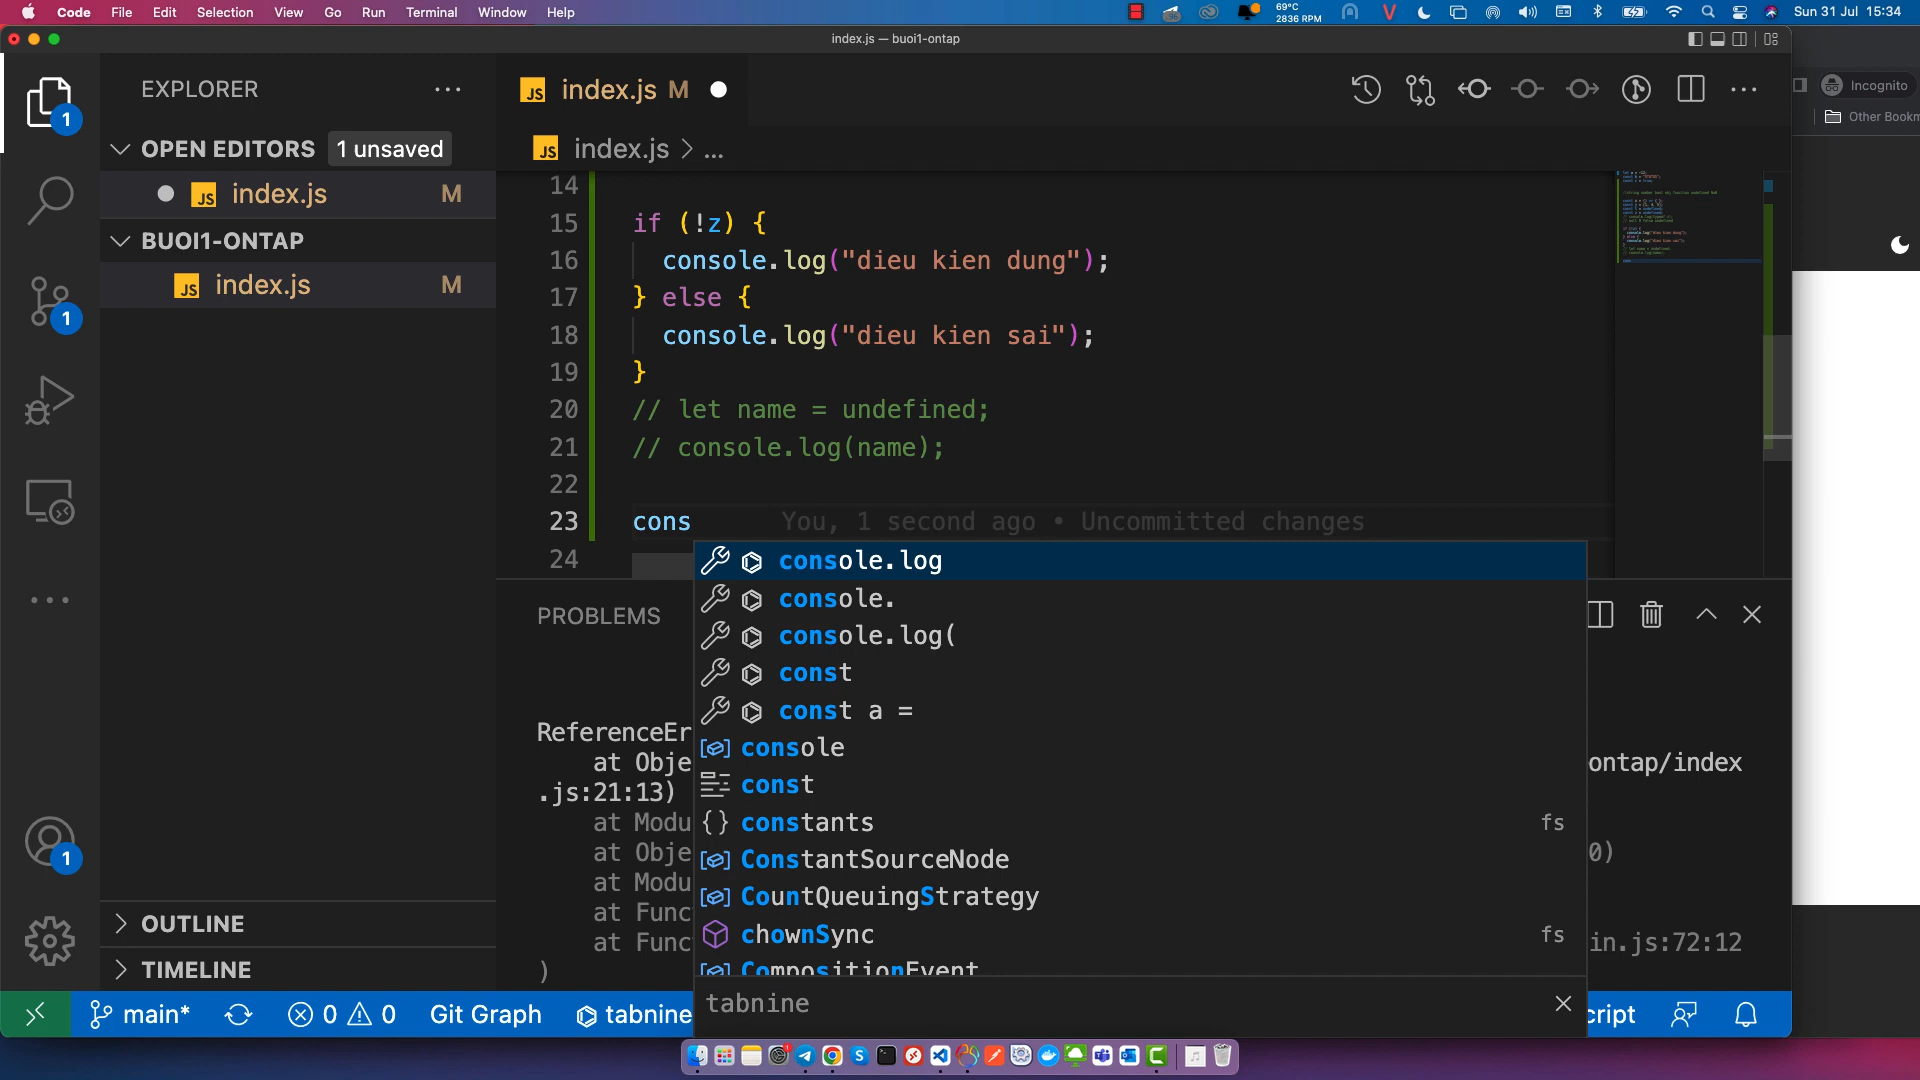 Code File Edit Selection View Go Run Terminal Window Help
69°C
2836 RPM
Sun 31 Jul 15:34
index.js — buoi1-ontap
EXPLORER
OPEN EDITORS 1 unsaved
index.js M
BUOI1-ONTAP
index.js M
OUTLINE
TIMELINE
index.js M
index.js > ...
14
15 if (!z) {
16 console.log("dieu kien dung");
17 } else {
18 console.log("dieu kien sai");
19 }
20 // let name = undefined;
21 // console.log(name);
22
23 cons You, 1 second ago • Uncommitted changes
24
console.log
console.
console.log(
const
const a =
console
const
constants fs
ConstantSourceNode
CountQueuingStrategy
chownSync fs
CompositionEvent
tabnine
PROBLEMS
ReferenceEr
at Obje ontap/index
.js:21:13)
at Modu
at Obje 0)
at Modu
at Func
at Func in.js:72:12
)
main* 0 0 Git Graph tabnine cript
Incognito
Other Bookm
1
1
1